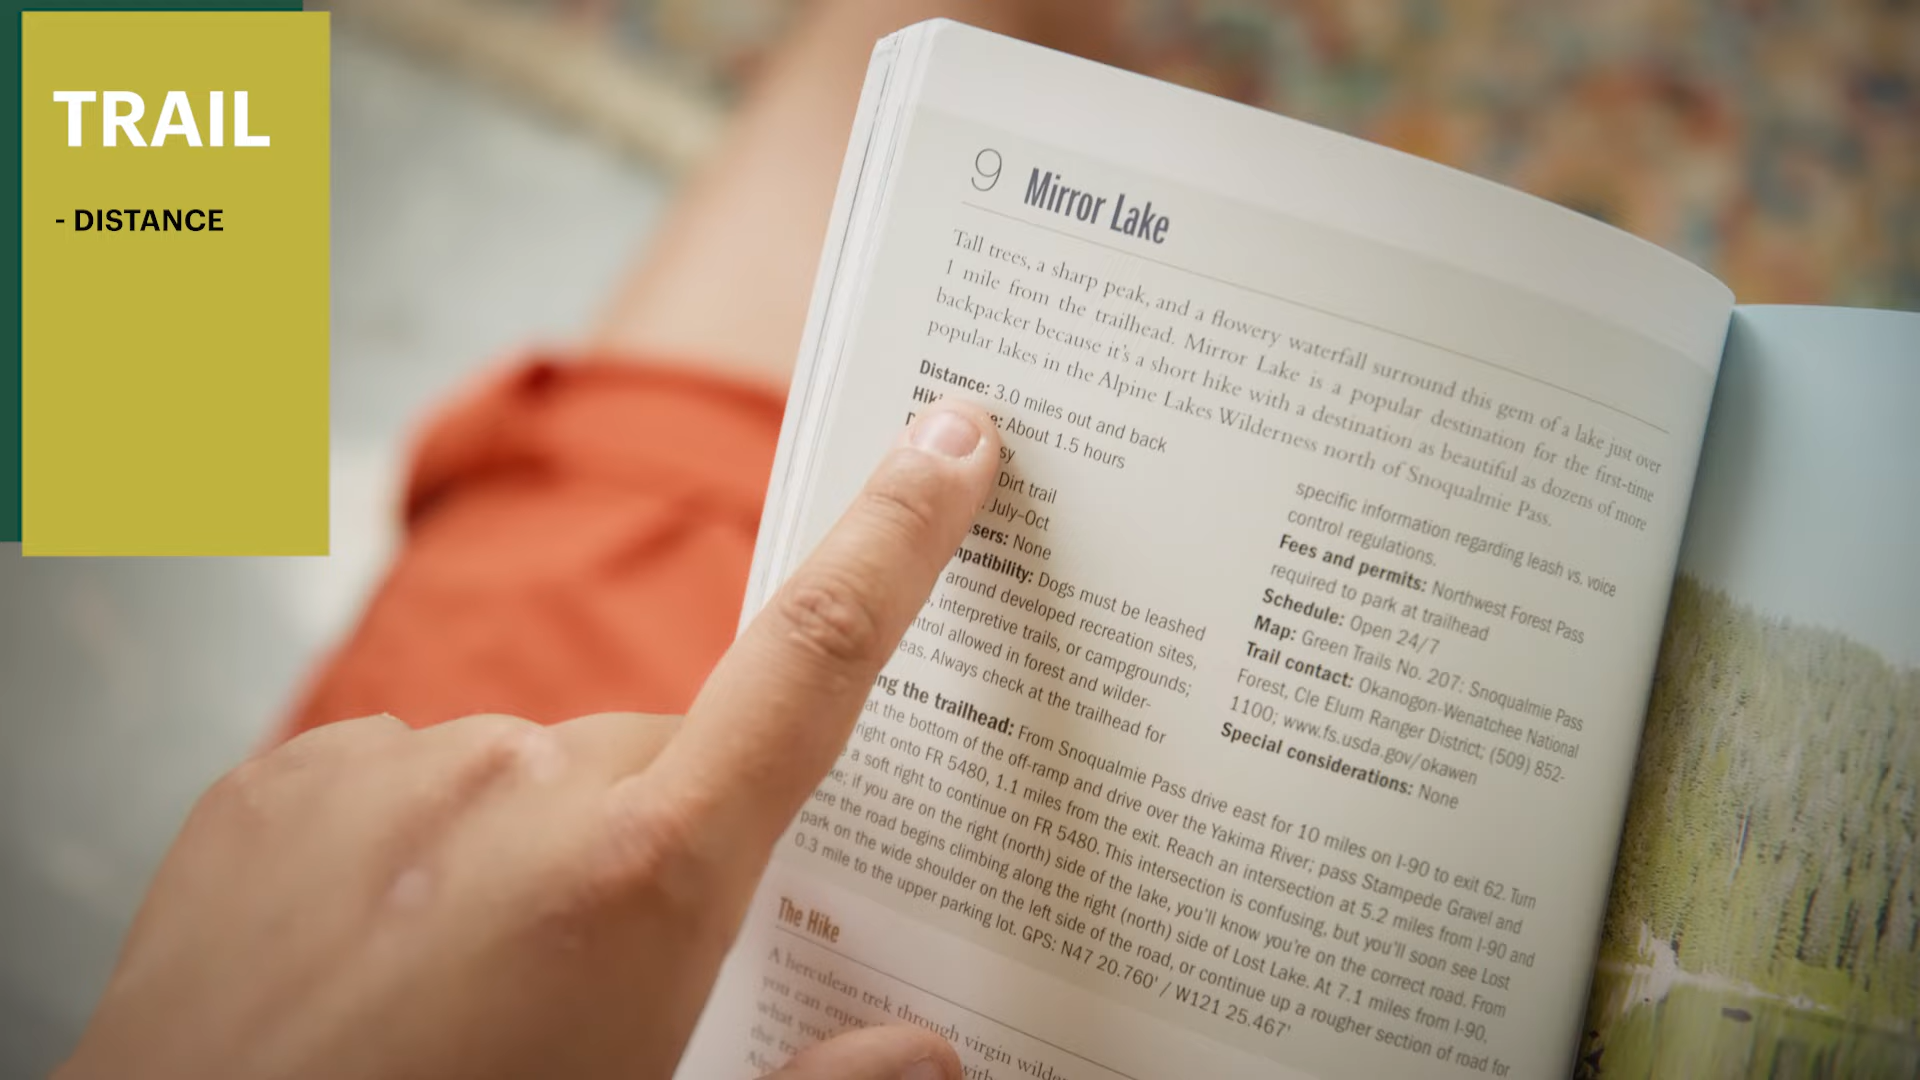 TRAIL
- DISTANCE
9 Mirror Lake
Tall trees, a sharp peak, and a flowery waterfall surround this gem of a lake just over
1 mile from the trailhead. Mirror Lake is a popular destination for the first-time
backpacker because it's a short hike with a destination as beautiful as dozens of more
popular lakes in the Alpine Lakes Wilderness north of Snoqualmie Pass.
Distance: 3.0 miles out and back
About 1.5 hours
Dirt trail
July–Oct
None
Dogs must be leashed
around developed recreation sites,
interpretive trails, or campgrounds;
allowed in forest and wilder-
Always check at the trailhead for
specific information regarding leash vs. voice
control regulations.
Fees and permits: Northwest Forest Pass
required to park at trailhead
Schedule: Open 24/7
Map: Green Trails No. 207: Snoqualmie Pass
Trail contact: Okanogon-Wenatchee National
Forest, Cle Elum Ranger District; (509) 852-
1100; www.fs.usda.gov/okawen
Special considerations: None
the trailhead: From Snoqualmie Pass drive east for 10 miles on I-90 to exit 62. Turn
at the bottom of the off-ramp and drive over the Yakima River; pass Stampede Gravel and
right onto FR 5480, 1.1 miles from the exit. Reach an intersection at 5.2 miles from I-90 and
a soft right to continue on FR 5480. This intersection is confusing, but you'll soon see Lost
if you are on the right (north) side of the lake, you'll know you're on the correct road. From
the road begins climbing along the right (north) side of Lost Lake. At 7.1 miles from I-90,
park on the wide shoulder on the left side of the road, or continue up a rougher section of road for
0.3 mile to the upper parking lot. GPS: N47 20.760' / W121 25.467'
The Hike
A herculean trek through virgin
you can enjoy